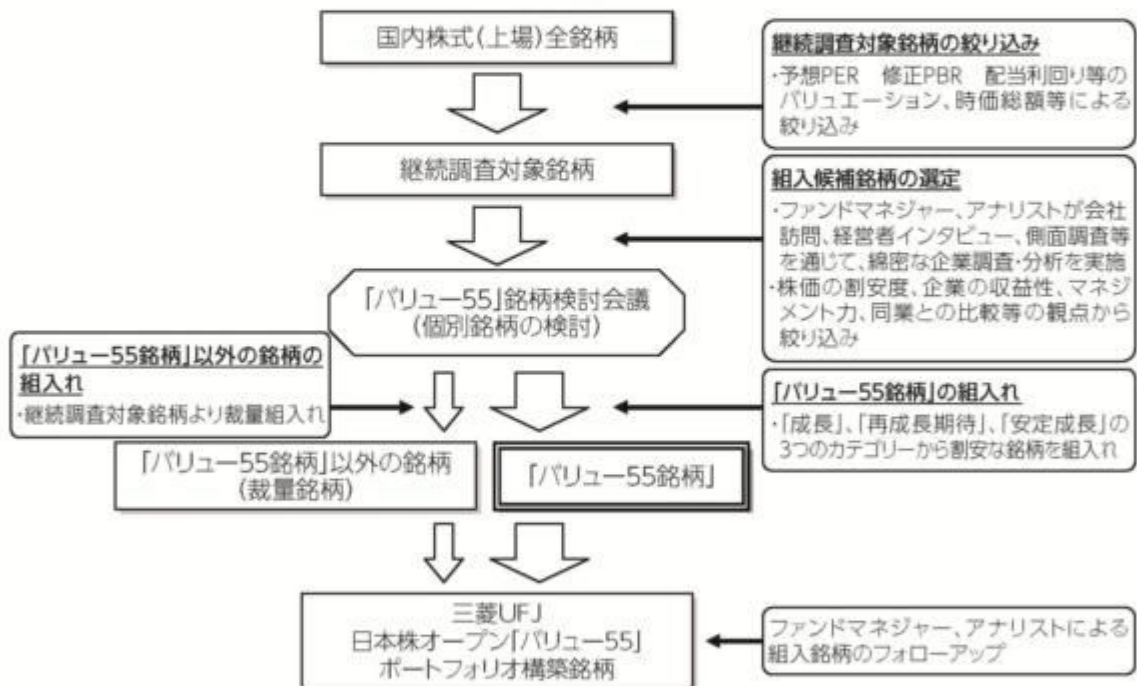 国内株式(上場)全銘柄
継続調査対象銘柄の絞り込み
・予想PER 修正PBR 配当利回り等の
バリュエーション、時価総額等による
絞り込み
継続調査対象銘柄
組入候補銘柄の選定
・ファンドマネジャー、アナリストが会社
訪問、経営者インタビュー、側面調査等
を通じて、綿密な企業調査・分析を実施
・株価の割安度、企業の収益性、マネジ
メント力、同業との比較等の観点から
絞り込み
「バリュー55」銘柄検討会議
(個別銘柄の検討)
「バリュー55銘柄」以外の銘柄の
組入れ
・継続調査対象銘柄より裁量組入れ
「バリュー55銘柄」の組入れ
・「成長」、「再成長期待」、「安定成長」の
3つのカテゴリーから割安な銘柄を組入れ
「バリュー55銘柄」以外の銘柄
(裁量銘柄)
「バリュー55銘柄」
三菱UFJ
日本株オープン「バリュー55」
ポートフォリオ構築銘柄
ファンドマネジャー、アナリストによる
組入銘柄のフォローアップ